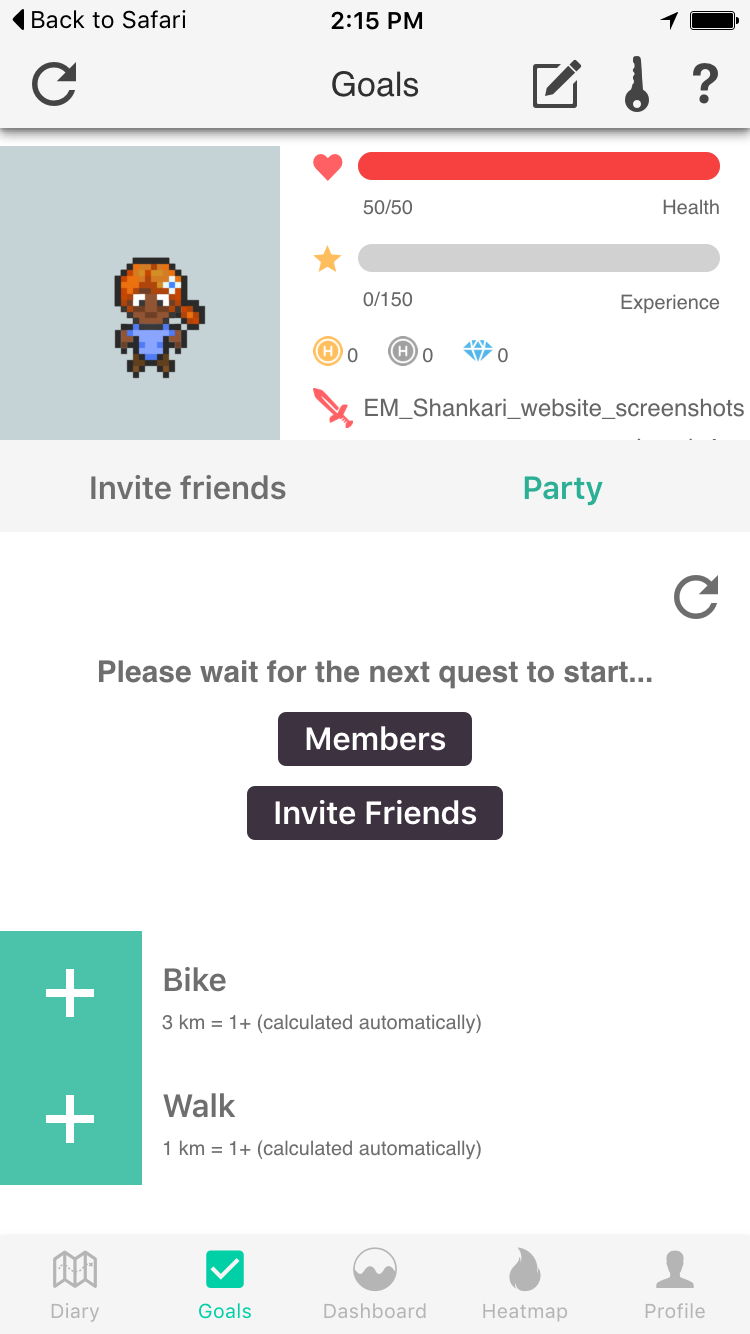 Back to Safari 2:15 PM
Goals ?
50/50 Health
0/150 Experience
H 0 H 0 0
EM_Shankari_website_screenshots
Invite friends Party
Please wait for the next quest to start...
Members
Invite Friends
Bike
3 km = 1+ (calculated automatically)
Walk
1 km = 1+ (calculated automatically)
Diary Goals Dashboard Heatmap Profile